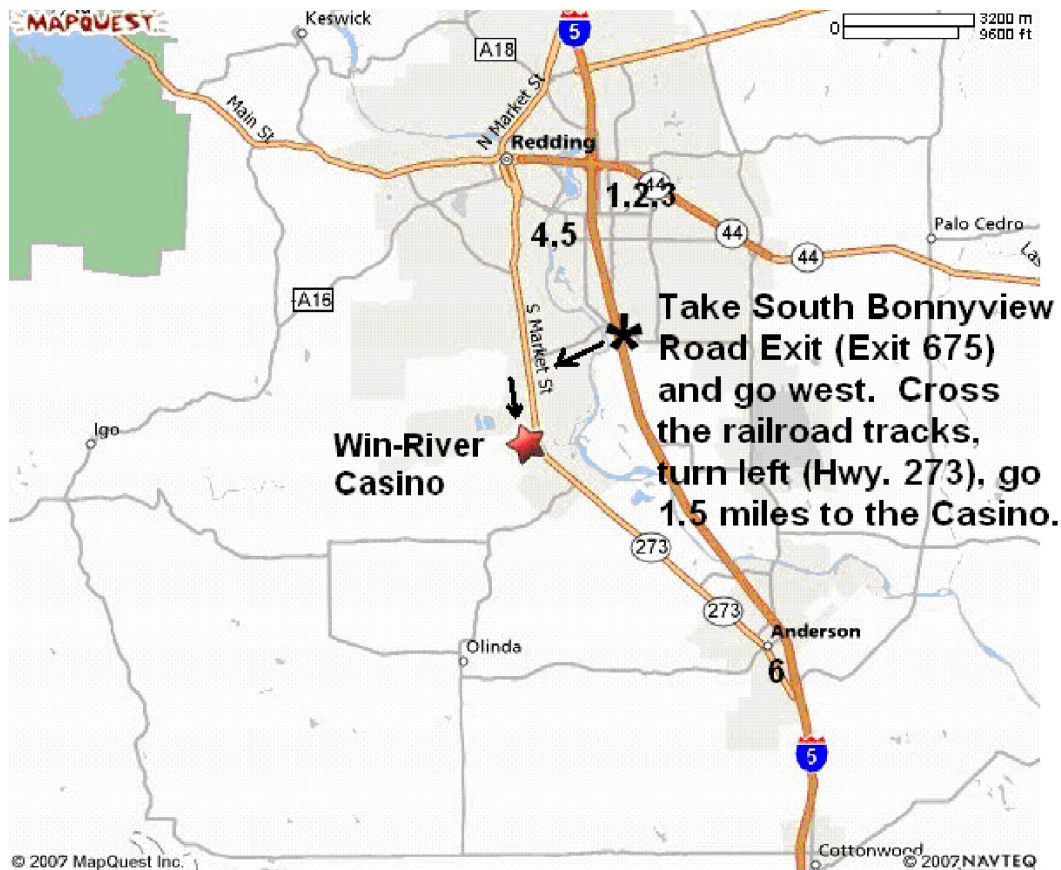 MAPQUEST
Keswick
5
3200 m
0
9600 ft
A18
N Market St
Main St
Redding
44
1,2,3
4,5
44
44
Palo Cedro
Las
A16
S Market St
Take South Bonnyview
Road Exit (Exit 675)
and go west. Cross
the railroad tracks,
turn left (Hwy. 273), go
1.5 miles to the Casino.
Igo
Win-River
Casino
273
273
Anderson
Olinda
6
5
Cottonwood
© 2007 MapQuest Inc.
© 2007 NAVTEQ